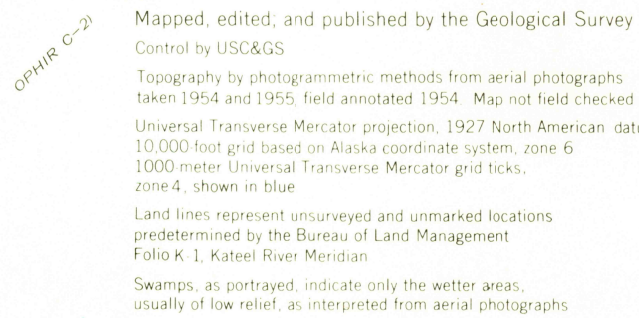 OPHIR C-2)
Mapped, edited, and published by the Geological Survey
Control by USC&GS
Topography by photogrammetric methods from aerial photographs
taken 1954 and 1955, field annotated 1954. Map not field checked
Universal Transverse Mercator projection, 1927 North American
10,000-foot grid based on Alaska coordinate system, zone 6
1000-meter Universal Transverse Mercator grid ticks,
zone 4, shown in blue
Land lines represent unsurveyed and unmarked locations
predetermined by the Bureau of Land Management
Folio K-1, Kateel River Meridian
Swamps, as portrayed, indicate only the wetter areas,
usually of low relief, as interpreted from aerial photographs